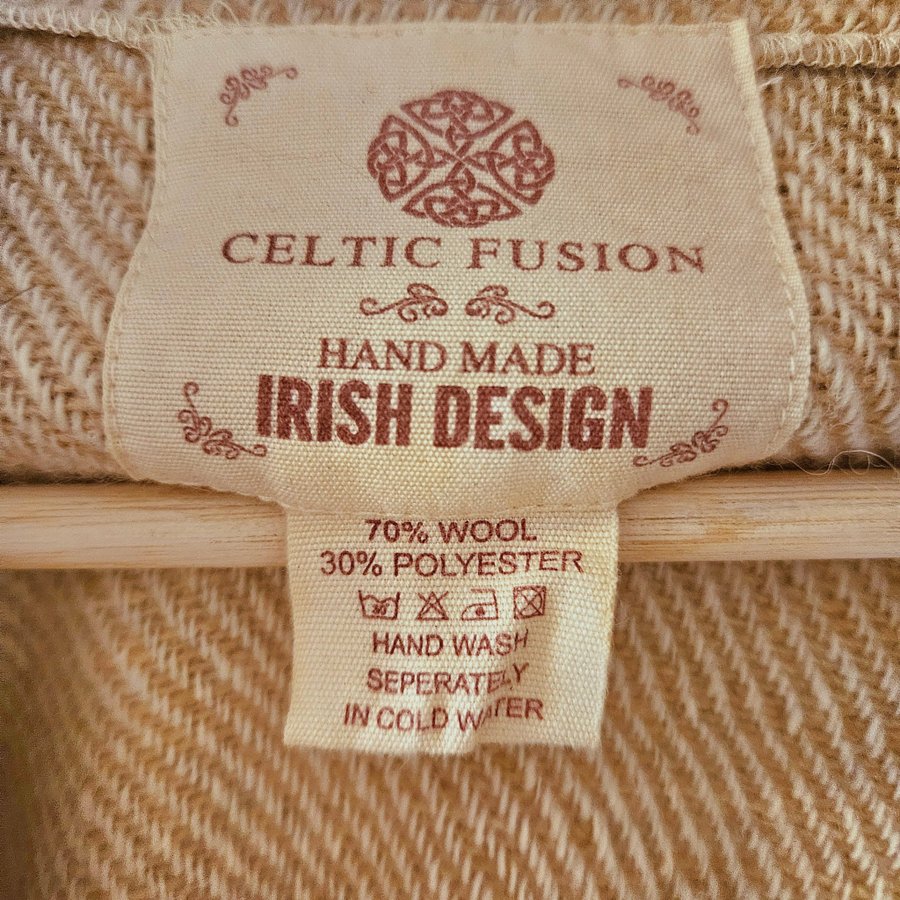 CELTIC FUSION
HAND MADE
IRISH DESIGN
70% WOOL
30% POLYESTER
HAND WASH
SEPERATELY
IN COLD WATER